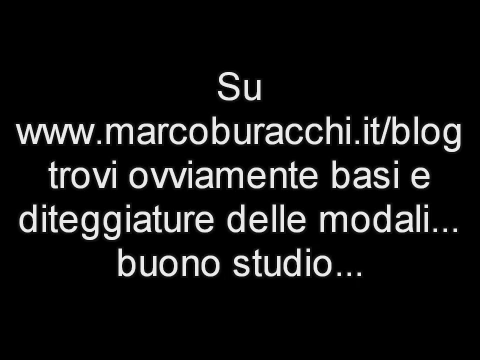 Su
www.marcoburacchi.it/blog
trovi ovviamente basi e
diteggiature delle modali...
buono studio...